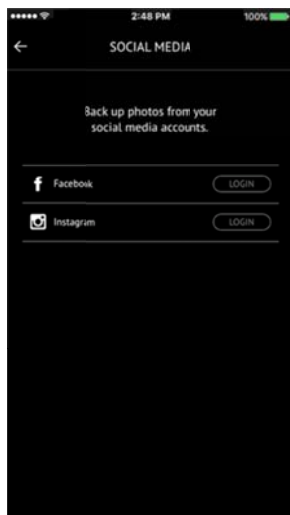 2:48 PM
100%
SOCIAL MEDIA
Back up photos from your
social media accounts.
Facebook
LOGIN
Instagram
LOGIN